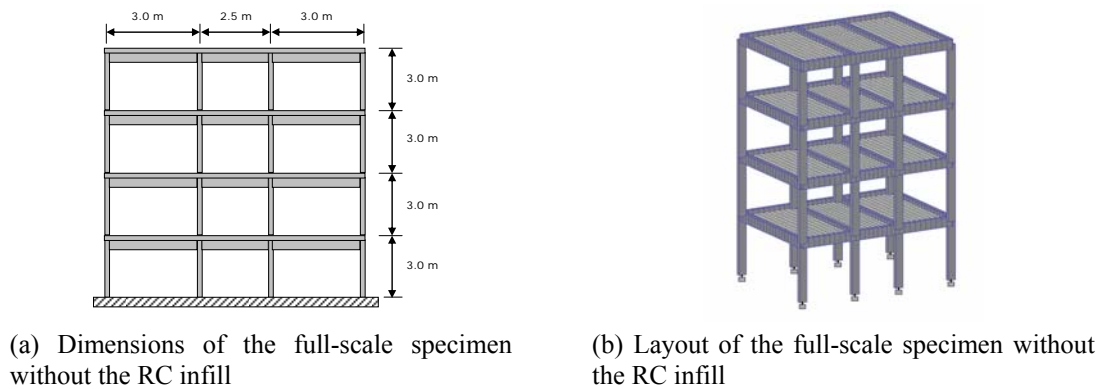 3.0 m 2.5 m 3.0 m
3.0 m
3.0 m
3.0 m
3.0 m
(a) Dimensions of the full-scale specimen
without the RC infill
(b) Layout of the full-scale specimen without
the RC infill